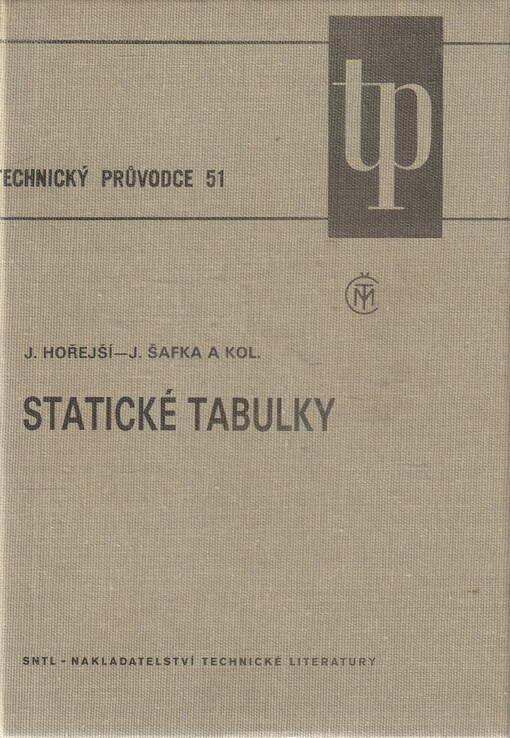 tp
TECHNICKÝ PRŮVODCE 51
J. HOŘEJŠÍ—J. ŠAFKA A KOL.
STATICKÉ TABULKY
SNTL - NAKLADATELSTVÍ TECHNICKÉ LITERATURY